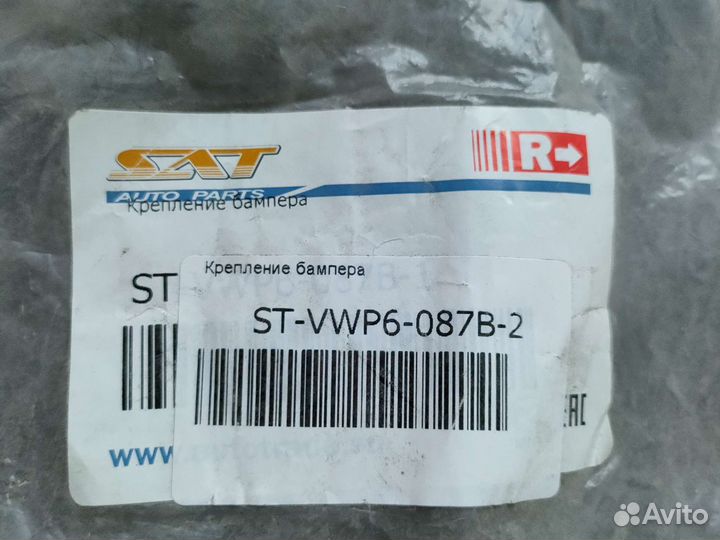 SAT
AUTO PARTS
R→
Крепление бампера
ST
Крепление бампера
ST-VWP6-087B-2
EAC
www.
Avito